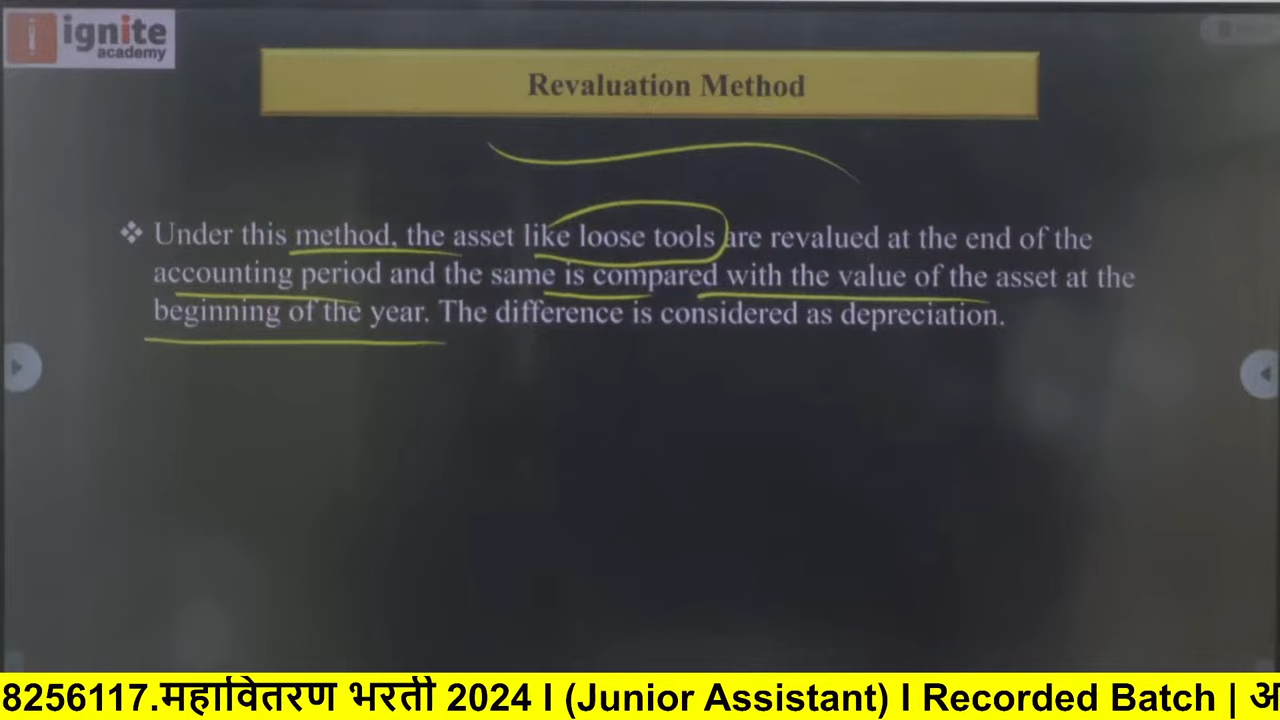 ignite
academy
Revaluation Method
❖ Under this method, the asset like loose tools are revalued at the end of the
accounting period and the same is compared with the value of the asset at the
beginning of the year. The difference is considered as depreciation.
8256117.महावितरण भरती 2024 I (Junior Assistant) I Recorded Batch | अ